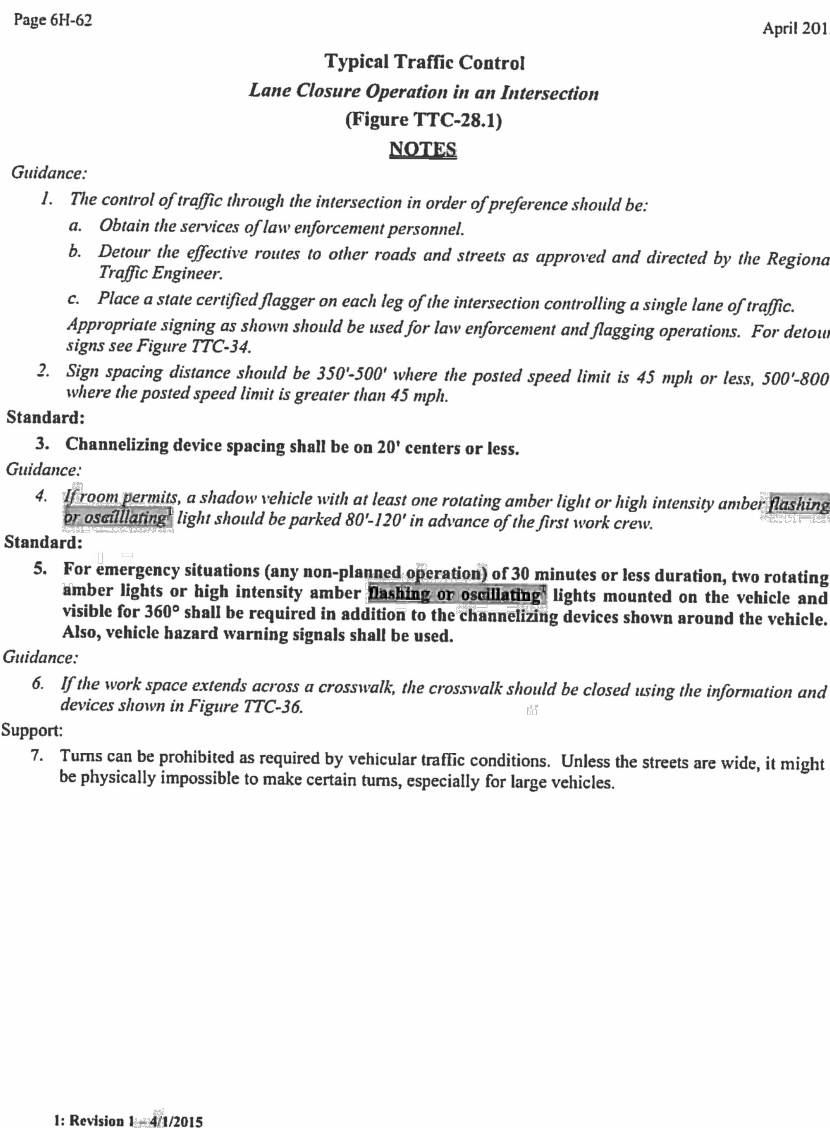 Page 6H-62
April 201
Typical Traffic Control
Lane Closure Operation in an Intersection
(Figure TTC-28.1)
NOTES
Guidance:
1. The control of traffic through the intersection in order of preference should be:
a. Obtain the services of law enforcement personnel.
b. Detour the effective routes to other roads and streets as approved and directed by the Regiona
Traffic Engineer.
c. Place a state certified flagger on each leg of the intersection controlling a single lane of traffic.
Appropriate signing as shown should be used for law enforcement and flagging operations. For detour
signs see Figure TTC-34.
2. Sign spacing distance should be 350'-500' where the posted speed limit is 45 mph or less, 500'-800
where the posted speed limit is greater than 45 mph.
Standard:
3. Channelizing device spacing shall be on 20' centers or less.
Guidance:
4. If room permits, a shadow vehicle with at least one rotating amber light or high intensity amber flashing
or oscillating¹ light should be parked 80'-120' in advance of the first work crew.
Standard:
5. For emergency situations (any non-planned operation) of 30 minutes or less duration, two rotating
amber lights or high intensity amber flashing or oscillating¹ lights mounted on the vehicle and
visible for 360° shall be required in addition to the channelizing devices shown around the vehicle.
Also, vehicle hazard warning signals shall be used.
Guidance:
6. If the work space extends across a crosswalk, the crosswalk should be closed using the information and
devices shown in Figure TTC-36.
Support:
7. Turns can be prohibited as required by vehicular traffic conditions. Unless the streets are wide, it might
be physically impossible to make certain turns, especially for large vehicles.
1: Revision 1 – 4/1/2015